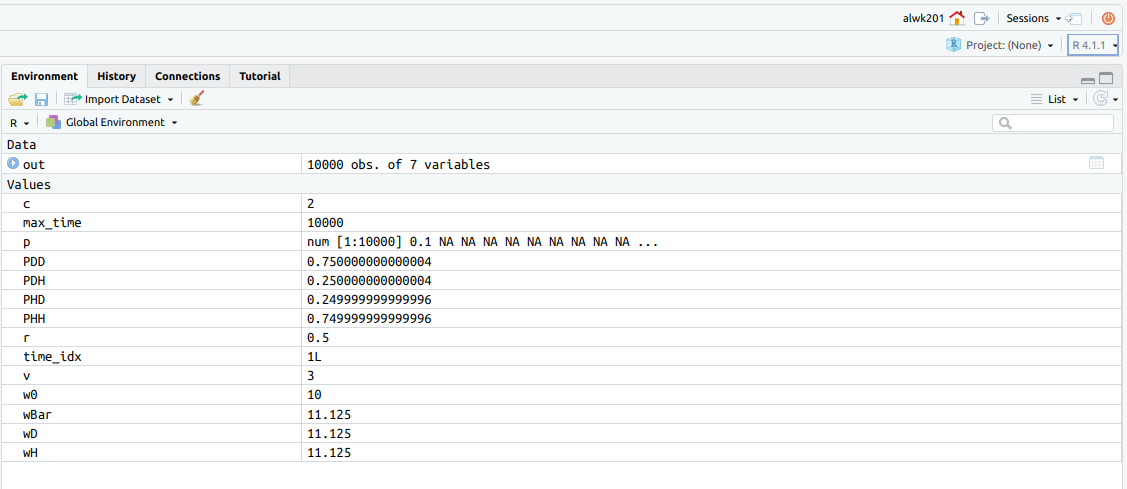 alwk201 Sessions
Project: (None) R 4.1.1
Environment History Connections Tutorial
Import Dataset List
R Global Environment
Data
out 10000 obs. of 7 variables
Values
c 2
max_time 10000
p num [1:10000] 0.1 NA NA NA NA NA NA NA NA NA ...
PDD 0.750000000000004
PDH 0.250000000000004
PHD 0.249999999999996
PHH 0.749999999999996
r 0.5
time_idx 1L
v 3
w0 10
wBar 11.125
wD 11.125
wH 11.125